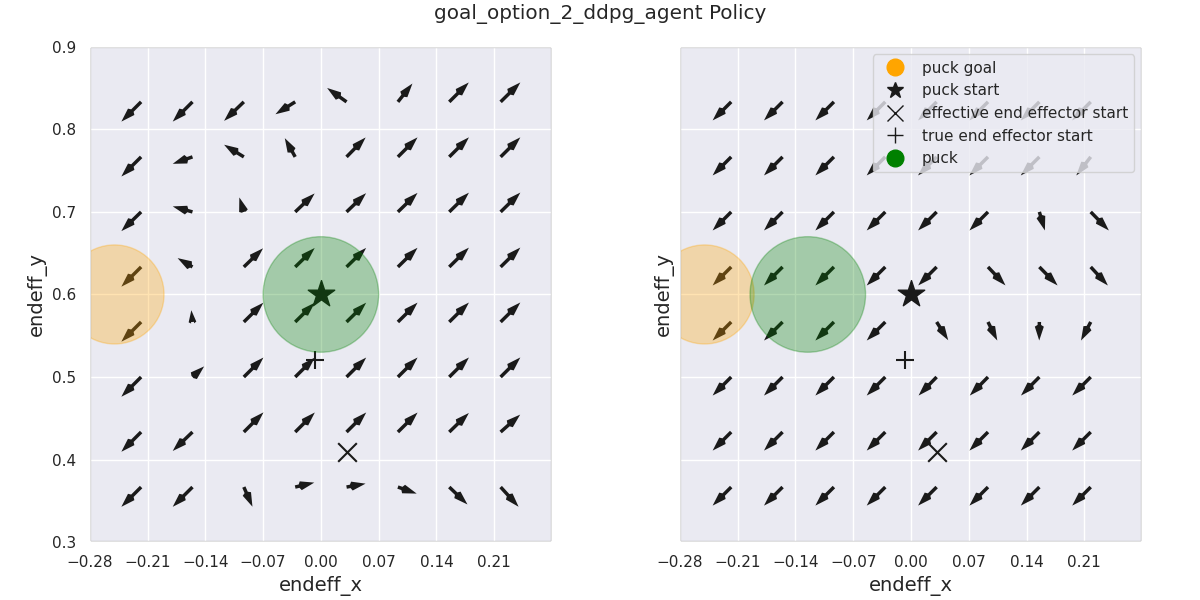 goal_option_2_ddpg_agent Policy
0.9
0.8
0.7
0.6
0.5
0.4
0.3
endeff_y
−0.28 −0.21 −0.14 −0.07 0.00 0.07 0.14 0.21
endeff_x
puck goal
puck start
effective end effector start
true end effector start
puck
endeff_y
−0.28 −0.21 −0.14 −0.07 0.00 0.07 0.14 0.21
endeff_x